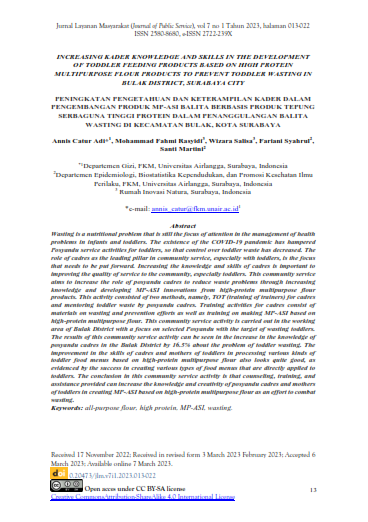 Jurnal Layanan Masyarakat (Journal of Public Service), vol 7 no 1 Tahun 2023, halaman 013-022
ISSN 2580-8680, e-ISSN 2722-239X
INCREASING KADER KNOWLEDGE AND SKILLS IN THE DEVELOPMENT
OF TODDLER FEEDING PRODUCTS BASED ON HIGH PROTEIN
MULTIPURPOSE FLOUR PRODUCTS TO PREVENT TODDLER WASTING IN
BULAK DISTRICT, SURABAYA CITY
PENINGKATAN PENGETAHUAN DAN KETERAMPILAN KADER DALAM
PENGEMBANGAN PRODUK MP-ASI BALITA BERBASIS PRODUK TEPUNG
SERBAGUNA TINGGI PROTEIN DALAM PENANGGULANGAN BALITA
WASTING DI KECAMATAN BULAK, KOTA SURABAYA
Annis Catur Adi*1, Mohammad Fahmi Rasyidi3, Wizara Salisa3, Fariani Syahrul2,
Santi Martini2
*1Departemen Gizi, FKM, Universitas Airlangga, Surabaya, Indonesia
2Departemen Epidemiologi, Biostatistika Kependudukan, dan Promosi Kesehatan Ilmu
Perilaku, FKM, Universitas Airlangga, Surabaya, Indonesia
3 Rumah Inovasi Natura, Surabaya, Indonesia
*e-mail: annis_catur@fkm.unair.ac.id1
Abstract
Wasting is a nutritional problem that is still the focus of attention in the management of health
problems in infants and toddlers. The existence of the COVID-19 pandemic has hampered
Posyandu service activities for toddlers, so that control over toddler waste has decreased. The
role of cadres as the leading pillar in community service, especially with toddlers, is the focus
that needs to be put forward. Increasing the knowledge and skills of cadres is important to
improving the quality of service to the community, especially toddlers. This community service
aims to increase the role of posyandu cadres to reduce waste problems through increasing
knowledge and developing MP-ASI innovations from high-protein multipurpose flour
products. This activity consisted of two methods, namely, TOT (training of trainers) for cadres
and mentoring toddler waste by posyandu cadres. Training activities for cadres consist of
materials on wasting and prevention efforts as well as training on making MP-ASI based on
high-protein multipurpose flour. This community service activity is carried out in the working
area of Bulak District with a focus on selected Posyandu with the target of wasting toddlers.
The results of this community service activity can be seen in the increase in the knowledge of
posyandu cadres in the Bulak District by 16.5% about the problem of toddler wasting. The
improvement in the skills of cadres and mothers of toddlers in processing various kinds of
toddler food menus based on high-protein multipurpose flour also looks quite good, as
evidenced by the success in creating various types of food menus that are directly applied to
toddlers. The conclusion in this community service activity is that counseling, training, and
assistance provided can increase the knowledge and creativity of posyandu cadres and mothers
of toddlers in creating MP-ASI based on high-protein multipurpose flour as an effort to combat
wasting.
Keywords: all-purpose flour, high protein, MP-ASI, wasting.
Received 17 November 2022; Received in revised form 3 March 2023 February 2023; Accepted 6
March 2023; Available online 7 March 2023.
doi 10.20473/jlm.v7i1.2023.013-022
Open acces under CC BY-SA license
Creative Commons Attribution-ShareAlike 4.0 International License
13